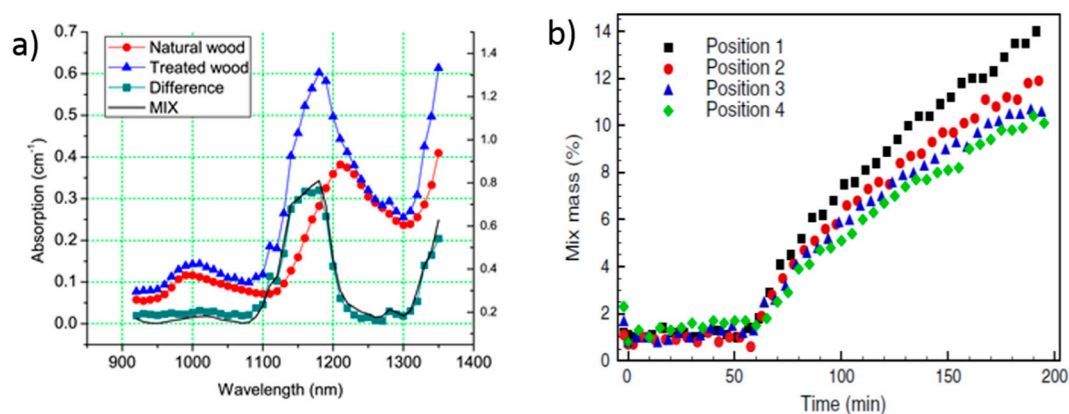 a)
0.7
0.6
0.5
0.4
0.3
0.2
0.1
0.0
Absorption (cm⁻¹)
Natural wood
Treated wood
Difference
MIX
1.4
1.2
1.0
0.8
0.6
0.4
0.2
900 1000 1100 1200 1300 1400
Wavelength (nm)
b)
14
12
10
8
6
4
2
0
Mix mass (%)
Position 1
Position 2
Position 3
Position 4
0 50 100 150 200
Time (min)